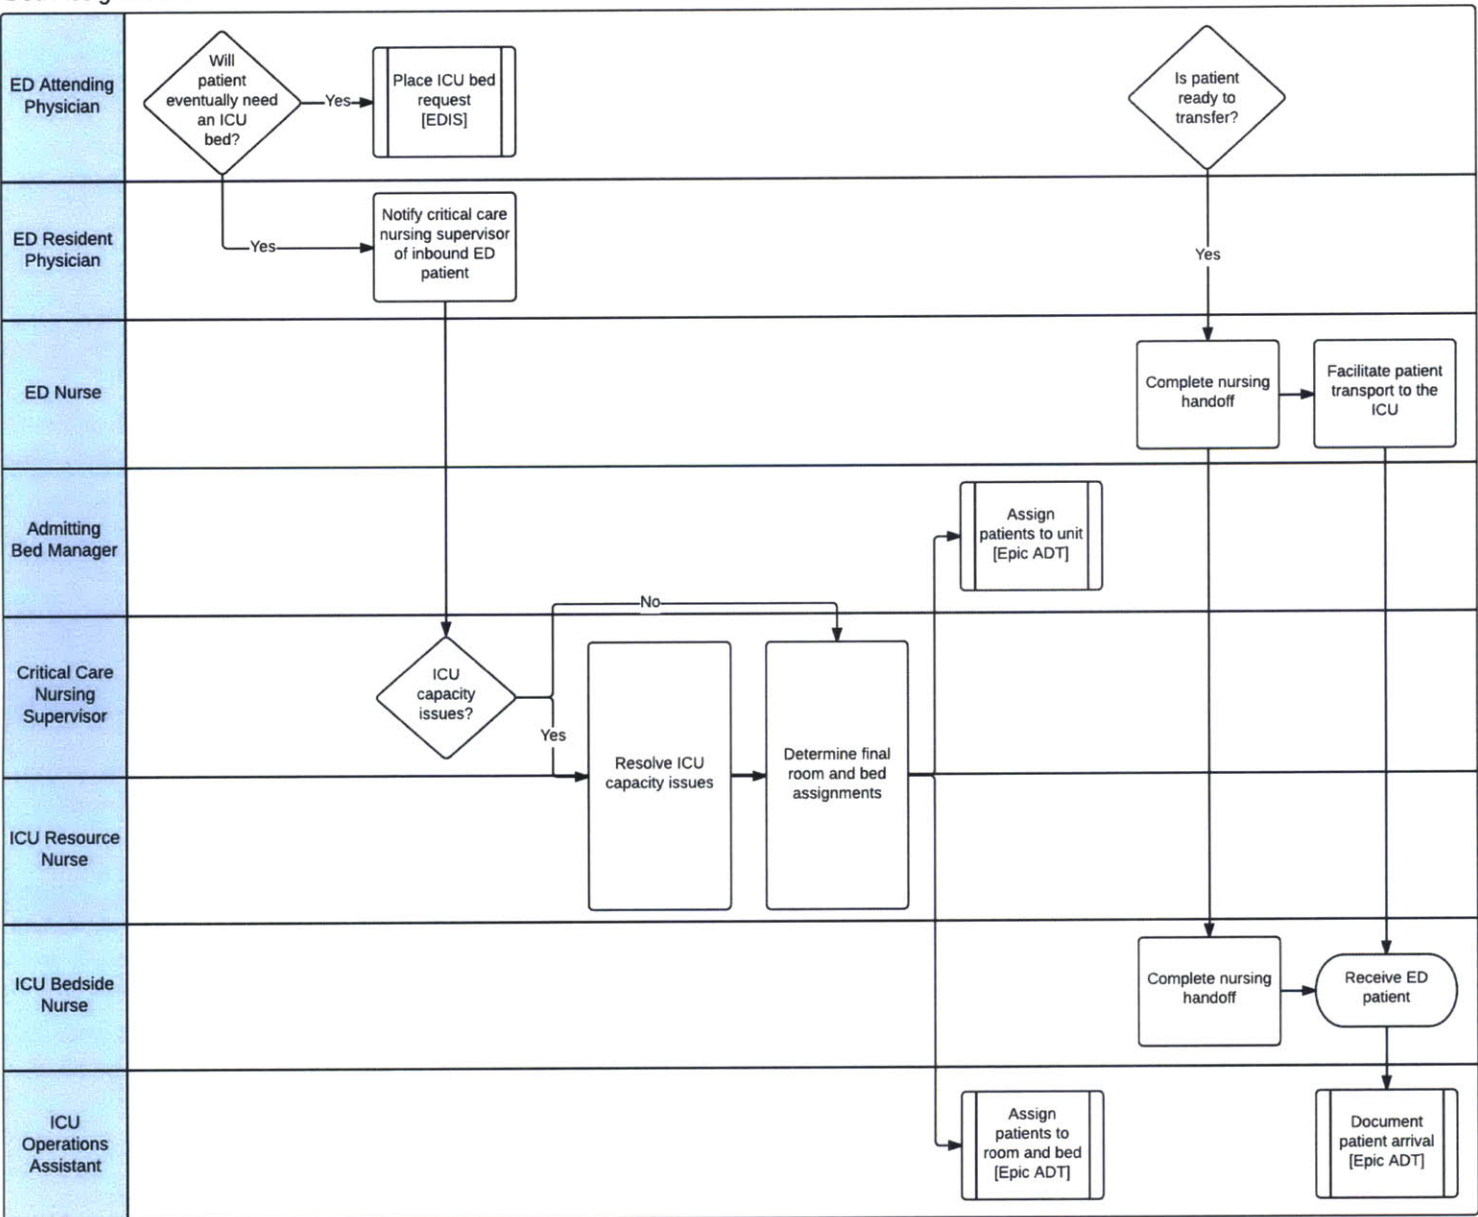 ED Attending
Physician
Will
patient
eventually need
an ICU
bed?
Yes
Place ICU bed
request
[EDIS]
Is patient
ready to
transfer?
ED Resident
Physician
Yes
Notify critical care
nursing supervisor
of inbound ED
patient
Yes
ED Nurse
Complete nursing
handoff
Facilitate patient
transport to the
ICU
Admitting
Bed Manager
Assign
patients to unit
[Epic ADT]
No
Critical Care
Nursing
Supervisor
ICU
capacity
issues?
Yes
Resolve ICU
capacity issues
Determine final
room and bed
assignments
ICU Resource
Nurse
ICU Bedside
Nurse
Complete nursing
handoff
Receive ED
patient
ICU
Operations
Assistant
Assign
patients to
room and bed
[Epic ADT]
Document
patient arrival
[Epic ADT]